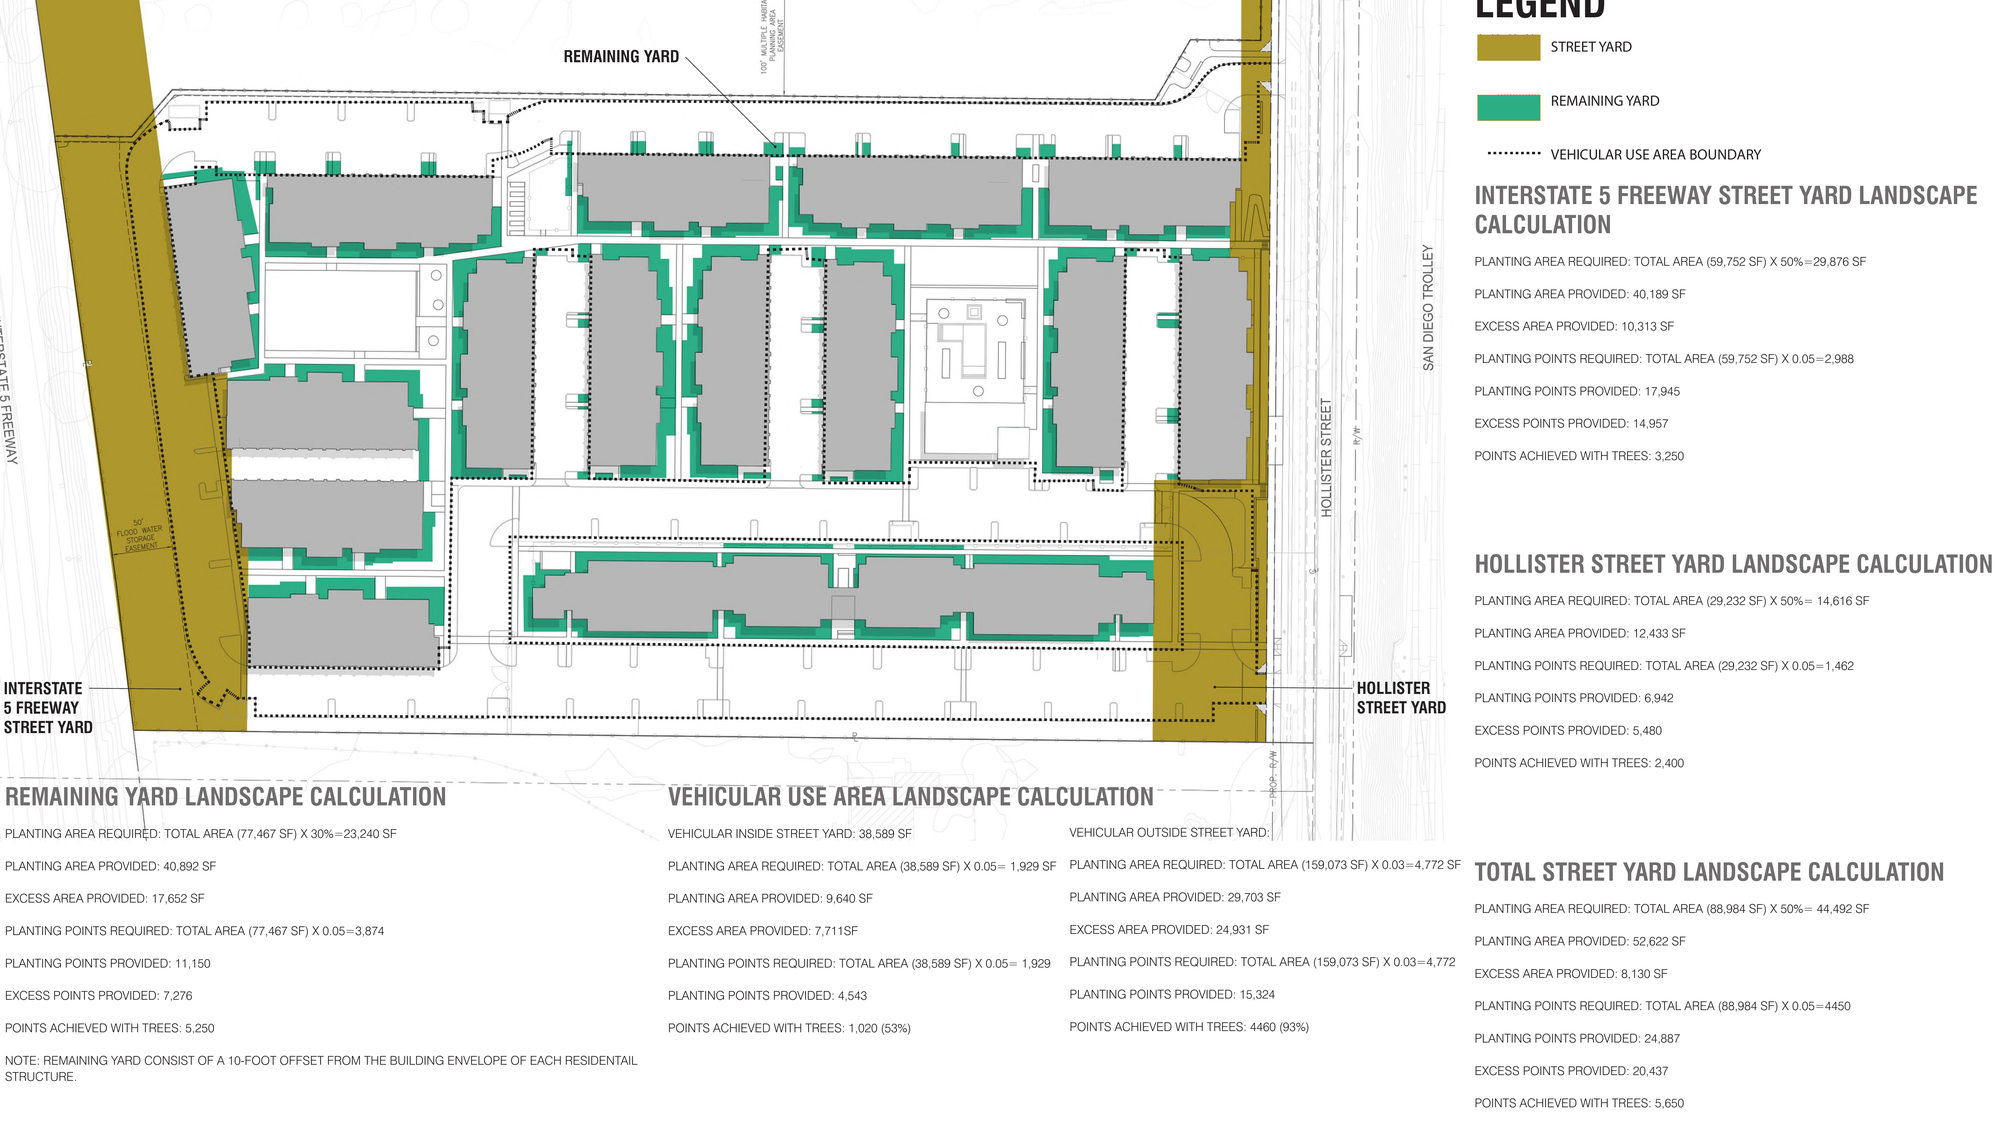 LEGEND
STREET YARD
REMAINING YARD
VEHICULAR USE AREA BOUNDARY
REMAINING YARD
100' MULTIPLE HABITA
PLANNING AREA
EASEMENT
SAN DIEGO TROLLEY
HOLLISTER STREET
R/W
PROP. R/W
INTERSTATE 5 FREEWAY
50'
FLOOD WATER
STORAGE
EASEMENT
INTERSTATE
5 FREEWAY
STREET YARD
HOLLISTER
STREET YARD
INTERSTATE 5 FREEWAY STREET YARD LANDSCAPE
CALCULATION
PLANTING AREA REQUIRED: TOTAL AREA (59,752 SF) X 50%=29,876 SF
PLANTING AREA PROVIDED: 40,189 SF
EXCESS AREA PROVIDED: 10,313 SF
PLANTING POINTS REQUIRED: TOTAL AREA (59,752 SF) X 0.05=2,988
PLANTING POINTS PROVIDED: 17,945
EXCESS POINTS PROVIDED: 14,957
POINTS ACHIEVED WITH TREES: 3,250
HOLLISTER STREET YARD LANDSCAPE CALCULATION
PLANTING AREA REQUIRED: TOTAL AREA (29,232 SF) X 50%= 14,616 SF
PLANTING AREA PROVIDED: 12,433 SF
PLANTING POINTS REQUIRED: TOTAL AREA (29,232 SF) X 0.05=1,462
PLANTING POINTS PROVIDED: 6,942
EXCESS POINTS PROVIDED: 5,480
POINTS ACHIEVED WITH TREES: 2,400
REMAINING YARD LANDSCAPE CALCULATION
PLANTING AREA REQUIRED: TOTAL AREA (77,467 SF) X 30%=23,240 SF
PLANTING AREA PROVIDED: 40,892 SF
EXCESS AREA PROVIDED: 17,652 SF
PLANTING POINTS REQUIRED: TOTAL AREA (77,467 SF) X 0.05=3,874
PLANTING POINTS PROVIDED: 11,150
EXCESS POINTS PROVIDED: 7,276
POINTS ACHIEVED WITH TREES: 5,250
NOTE: REMAINING YARD CONSIST OF A 10-FOOT OFFSET FROM THE BUILDING ENVELOPE OF EACH RESIDENTAIL
STRUCTURE.
VEHICULAR USE AREA LANDSCAPE CALCULATION
VEHICULAR INSIDE STREET YARD: 38,589 SF
PLANTING AREA REQUIRED: TOTAL AREA (38,589 SF) X 0.05= 1,929 SF
PLANTING AREA PROVIDED: 9,640 SF
EXCESS AREA PROVIDED: 7,711SF
PLANTING POINTS REQUIRED: TOTAL AREA (38,589 SF) X 0.05= 1,929
PLANTING POINTS PROVIDED: 4,543
POINTS ACHIEVED WITH TREES: 1,020 (53%)
VEHICULAR OUTSIDE STREET YARD:
PLANTING AREA REQUIRED: TOTAL AREA (159,073 SF) X 0.03=4,772 SF
PLANTING AREA PROVIDED: 29,703 SF
EXCESS AREA PROVIDED: 24,931 SF
PLANTING POINTS REQUIRED: TOTAL AREA (159,073 SF) X 0.03=4,772
PLANTING POINTS PROVIDED: 15,324
POINTS ACHIEVED WITH TREES: 4460 (93%)
TOTAL STREET YARD LANDSCAPE CALCULATION
PLANTING AREA REQUIRED: TOTAL AREA (88,984 SF) X 50%= 44,492 SF
PLANTING AREA PROVIDED: 52,622 SF
EXCESS AREA PROVIDED: 8,130 SF
PLANTING POINTS REQUIRED: TOTAL AREA (88,984 SF) X 0.05=4450
PLANTING POINTS PROVIDED: 24,887
EXCESS POINTS PROVIDED: 20,437
POINTS ACHIEVED WITH TREES: 5,650